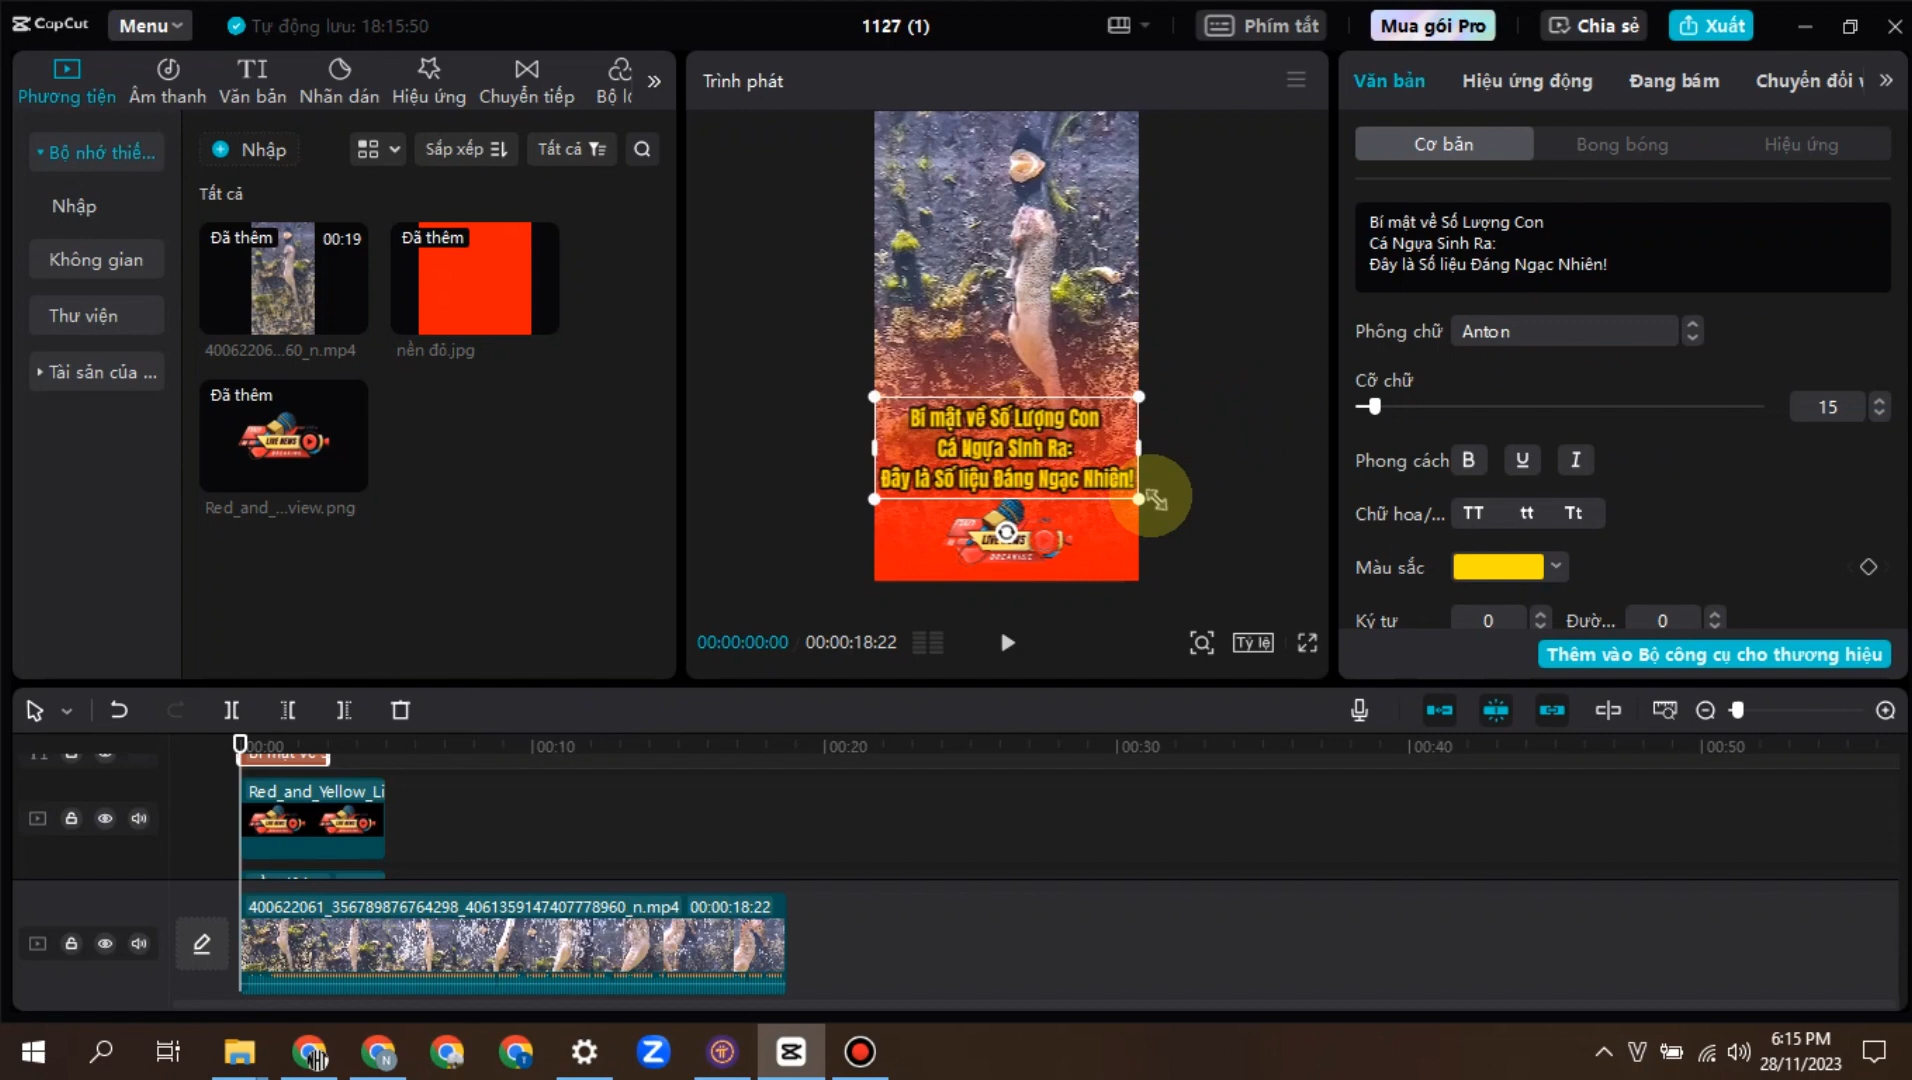 CapCut
Menu
Tự động lưu: 18:15:50
1127 (1)
Phím tắt
Mua gói Pro
Chia sẻ
Xuất
Phương tiện
Âm thanh
Văn bản
Nhãn dán
Hiệu ứng
Chuyển tiếp
Bộ lọ
Bộ nhớ thiế...
Nhập
Không gian
Thư viện
Tài sản của ...
Nhập
Sắp xếp
Tất cả
Tất cả
Đã thêm
00:19
40062206...60_n.mp4
Đã thêm
nền đỏ.jpg
Đã thêm
LIVE NEWS
Red_and_...view.png
Trình phát
Bí mật về Số Lượng Con
Cá Ngựa Sinh Ra:
Đây là Số liệu Đáng Ngạc Nhiên!
00:00:00:00
00:00:18:22
Tỷ lệ
Văn bản
Hiệu ứng động
Đang bám
Chuyển đổi v
Cơ bản
Bong bóng
Hiệu ứng
Bí mật về Số Lượng Con
Cá Ngựa Sinh Ra:
Đây là Số liệu Đáng Ngạc Nhiên!
Phông chữ
Anton
Cỡ chữ
15
Phong cách
B U I
Chữ hoa/...
TT tt Tt
Màu sắc
Ký tự
0
Đườ...
0
Thêm vào Bộ công cụ cho thương hiệu
00:00
00:10
00:20
00:30
00:40
00:50
Red_and_Yellow_Li
400622061_356789876764298_4061359147407778960_n.mp4 00:00:18:22
6:15 PM
28/11/2023